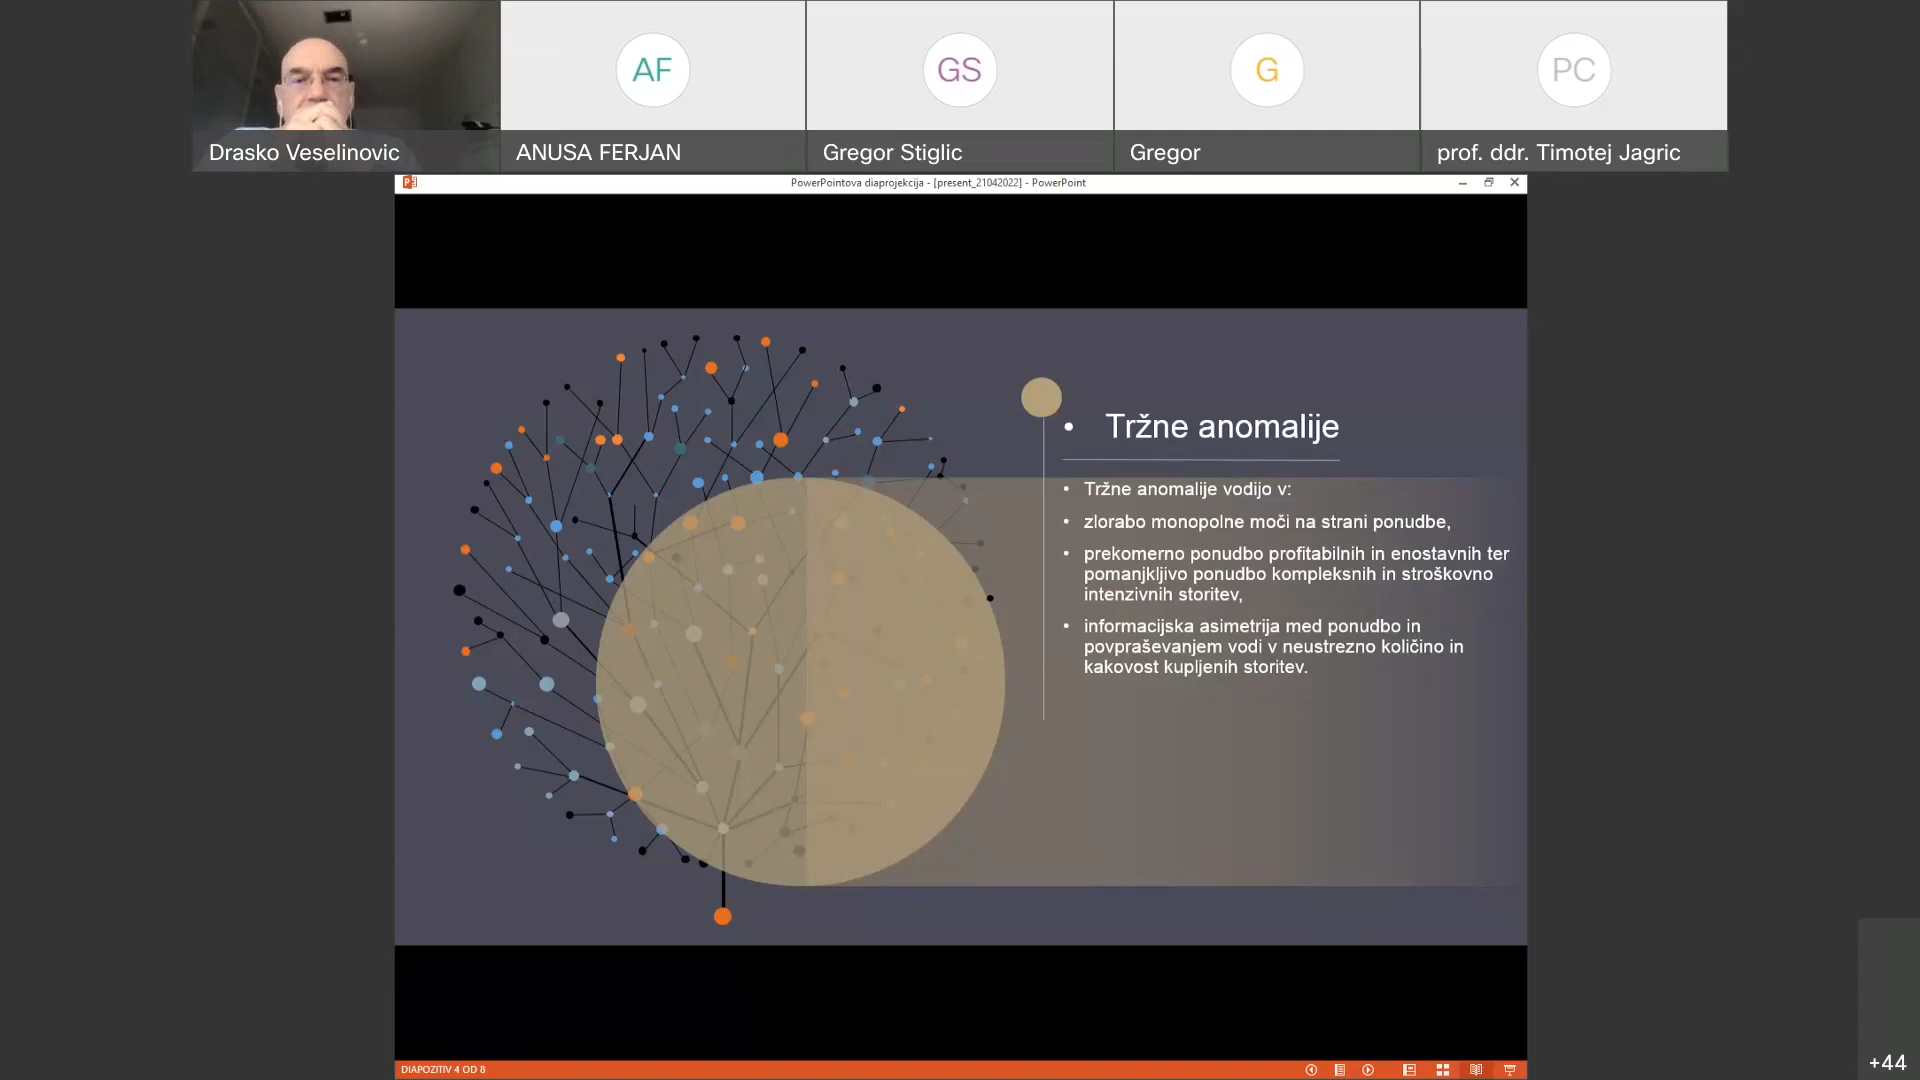 AF
GS
G
PC
Drasko Veselinovic
ANUSA FERJAN
Gregor Stiglic
Gregor
prof. ddr. Timotej Jagric
PowerPointova diaprojekcija - [present_21042022] - PowerPoint
• Tržne anomalije
• Tržne anomalije vodijo v:
• zlorabo monopolne moči na strani ponudbe,
• prekomerno ponudbo profitabilnih in enostavnih ter
pomanjkljivo ponudbo kompleksnih in stroškovno
intenzivnih storitev,
• informacijska asimetrija med ponudbo in
povpraševanjem vodi v neustrezno količino in
kakovost kupljenih storitev.
DIAPOZITIV 4 OD 8
+44